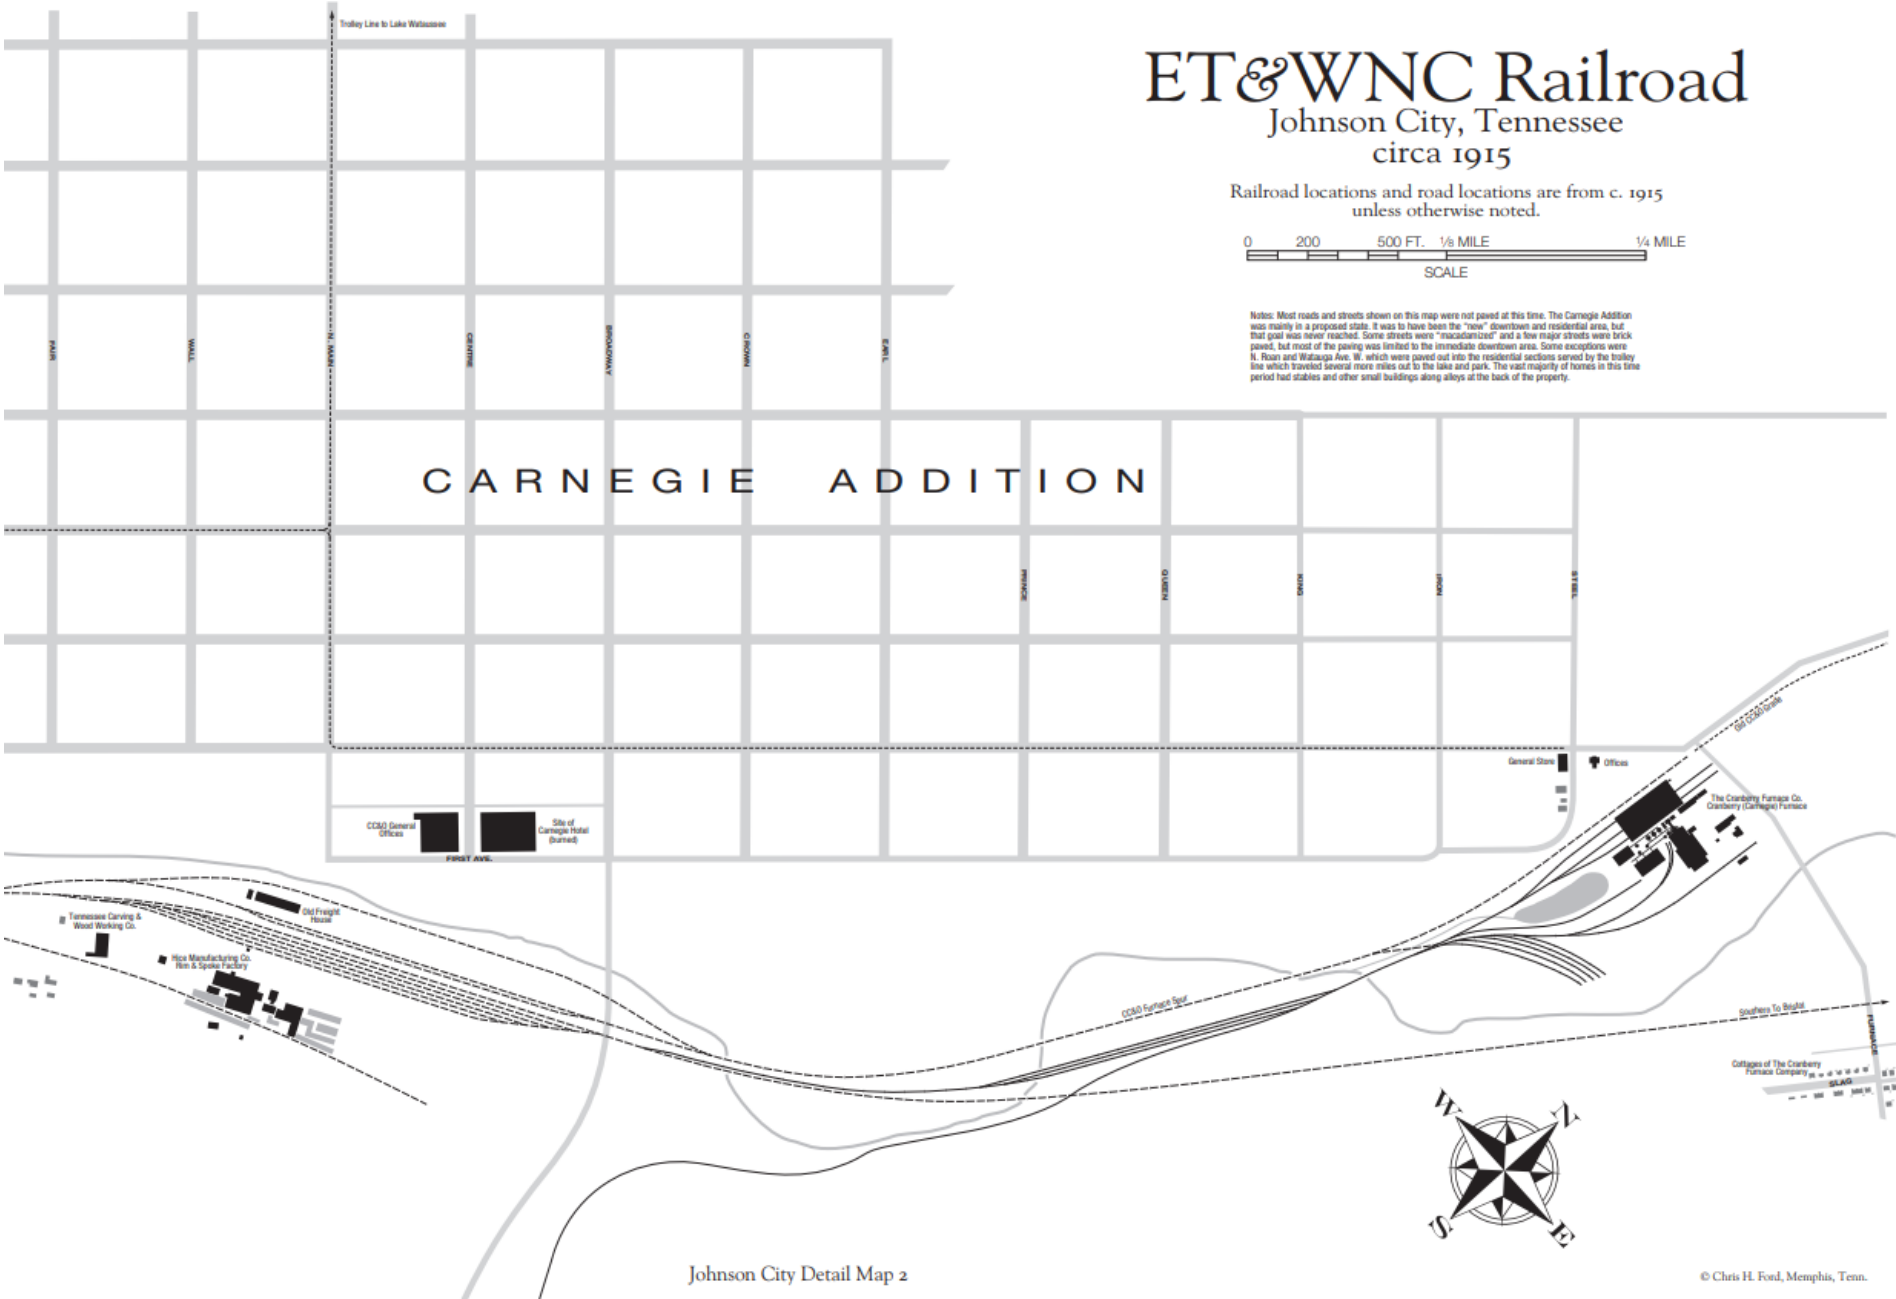 Trolley Line to Lake Wataussee
ET&WNC Railroad
Johnson City, Tennessee
circa 1915
Railroad locations and road locations are from c. 1915
unless otherwise noted.
0 200 500 FT. 1/8 MILE 1/4 MILE
SCALE
Notes: Most roads and streets shown on this map were not paved at this time. The Carnegie Addition
was mainly in a proposed state. It was to have been the "new" downtown and residential area, but
that goal was never reached. Some streets were "macadamized" and a few major streets were brick
paved, but most of the paving was limited to the immediate downtown area. Some exceptions were
N. Roan and Watauga Ave. W. which were paved out into the residential sections served by the trolley
line which traveled several more miles out to the lake and park. The vast majority of homes in this time
period had stables and other small buildings along alleys at the back of the property.
FAIR
WALL
N. MAIN
CENTRE
BROADWAY
CROWN
EARL
CARNEGIE ADDITION
PRINCE
QUEEN
KING
IRON
STEEL
Old CC&O Grade
General Store
Offices
The Cranberry Furnace Co.
Cranberry (Carnegie) Furnace
CC&O General
Offices
Site of
Carnegie Hotel
(burned)
FIRST AVE.
Old Freight
House
Tennessee Carving &
Wood Working Co.
Hice Manufacturing Co.
Rim & Spoke Factory
CC&O Furnace Spur
Southern To Bristol
FURNACE
Cottages of The Cranberry
Furnace Company
SLAG
W
N
S
E
Johnson City Detail Map 2
© Chris H. Ford, Memphis, Tenn.